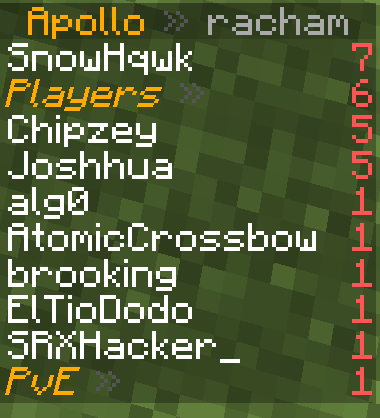 Apollo » racham
SnowHqwk 7
Players » 6
Chipzey 5
Joshhua 5
alg0 1
AtomicCrossbow 1
brooking 1
ElTioDodo 1
SRXHacker_ 1
PvE » 1